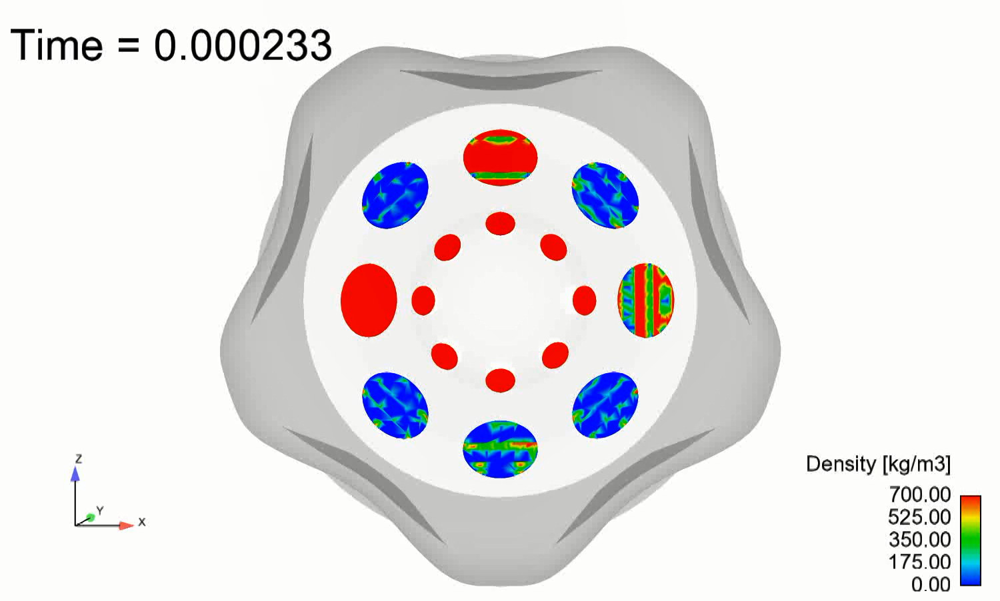 Time = 0.000233
Z
Y
X
Density [kg/m3]
700.00
525.00
350.00
175.00
0.00